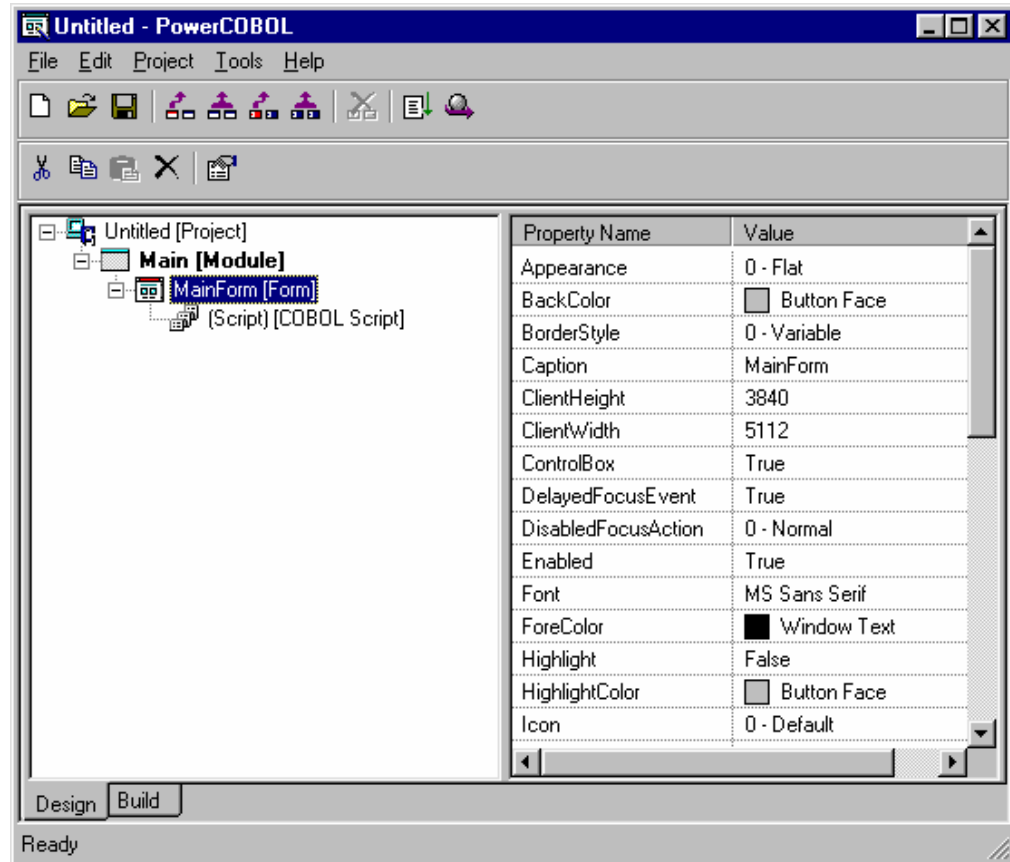 Untitled - PowerCOBOL
File Edit Project Tools Help
Untitled [Project]
Main [Module]
MainForm [Form]
(Script) [COBOL Script]
Property Name Value
Appearance 0 - Flat
BackColor Button Face
BorderStyle 0 - Variable
Caption MainForm
ClientHeight 3840
ClientWidth 5112
ControlBox True
DelayedFocusEvent True
DisabledFocusAction 0 - Normal
Enabled True
Font MS Sans Serif
ForeColor Window Text
Highlight False
HighlightColor Button Face
Icon 0 - Default
Design Build
Ready